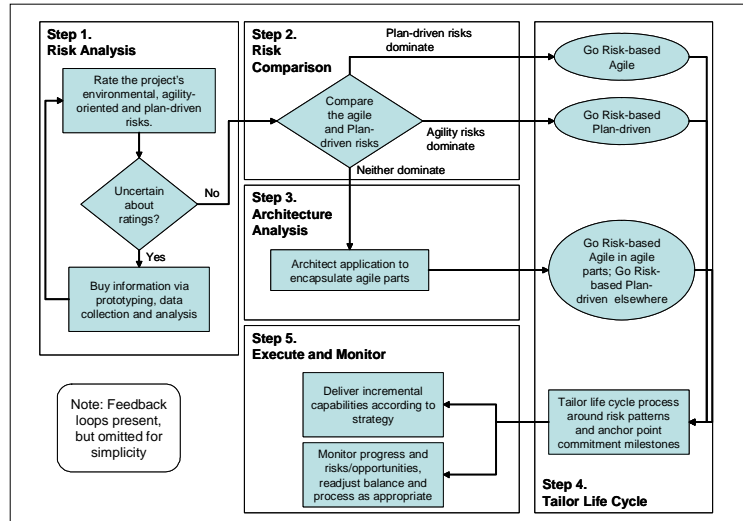 Step 1.
Risk Analysis
Rate the project's
environmental, agility-
oriented and plan-driven
risks.
Uncertain
about
ratings?
No
Yes
Buy information via
prototyping, data
collection and analysis
Note: Feedback
loops present,
but omitted for
simplicity
Step 2.
Risk
Comparison
Plan-driven risks
dominate
Compare
the agile
and Plan-
driven risks
Agility risks
dominate
Neither dominate
Step 3.
Architecture
Analysis
Architect application to
encapsulate agile parts
Go Risk-based
Agile
Go Risk-based
Plan-driven
Go Risk-based
Agile in agile
parts; Go Risk-
based Plan-
driven elsewhere
Tailor life cycle process
around risk patterns
and anchor point
commitment milestones
Step 4.
Tailor Life Cycle
Step 5.
Execute and Monitor
Deliver incremental
capabilities according to
strategy
Monitor progress and
risks/opportunities,
readjust balance and
process as appropriate